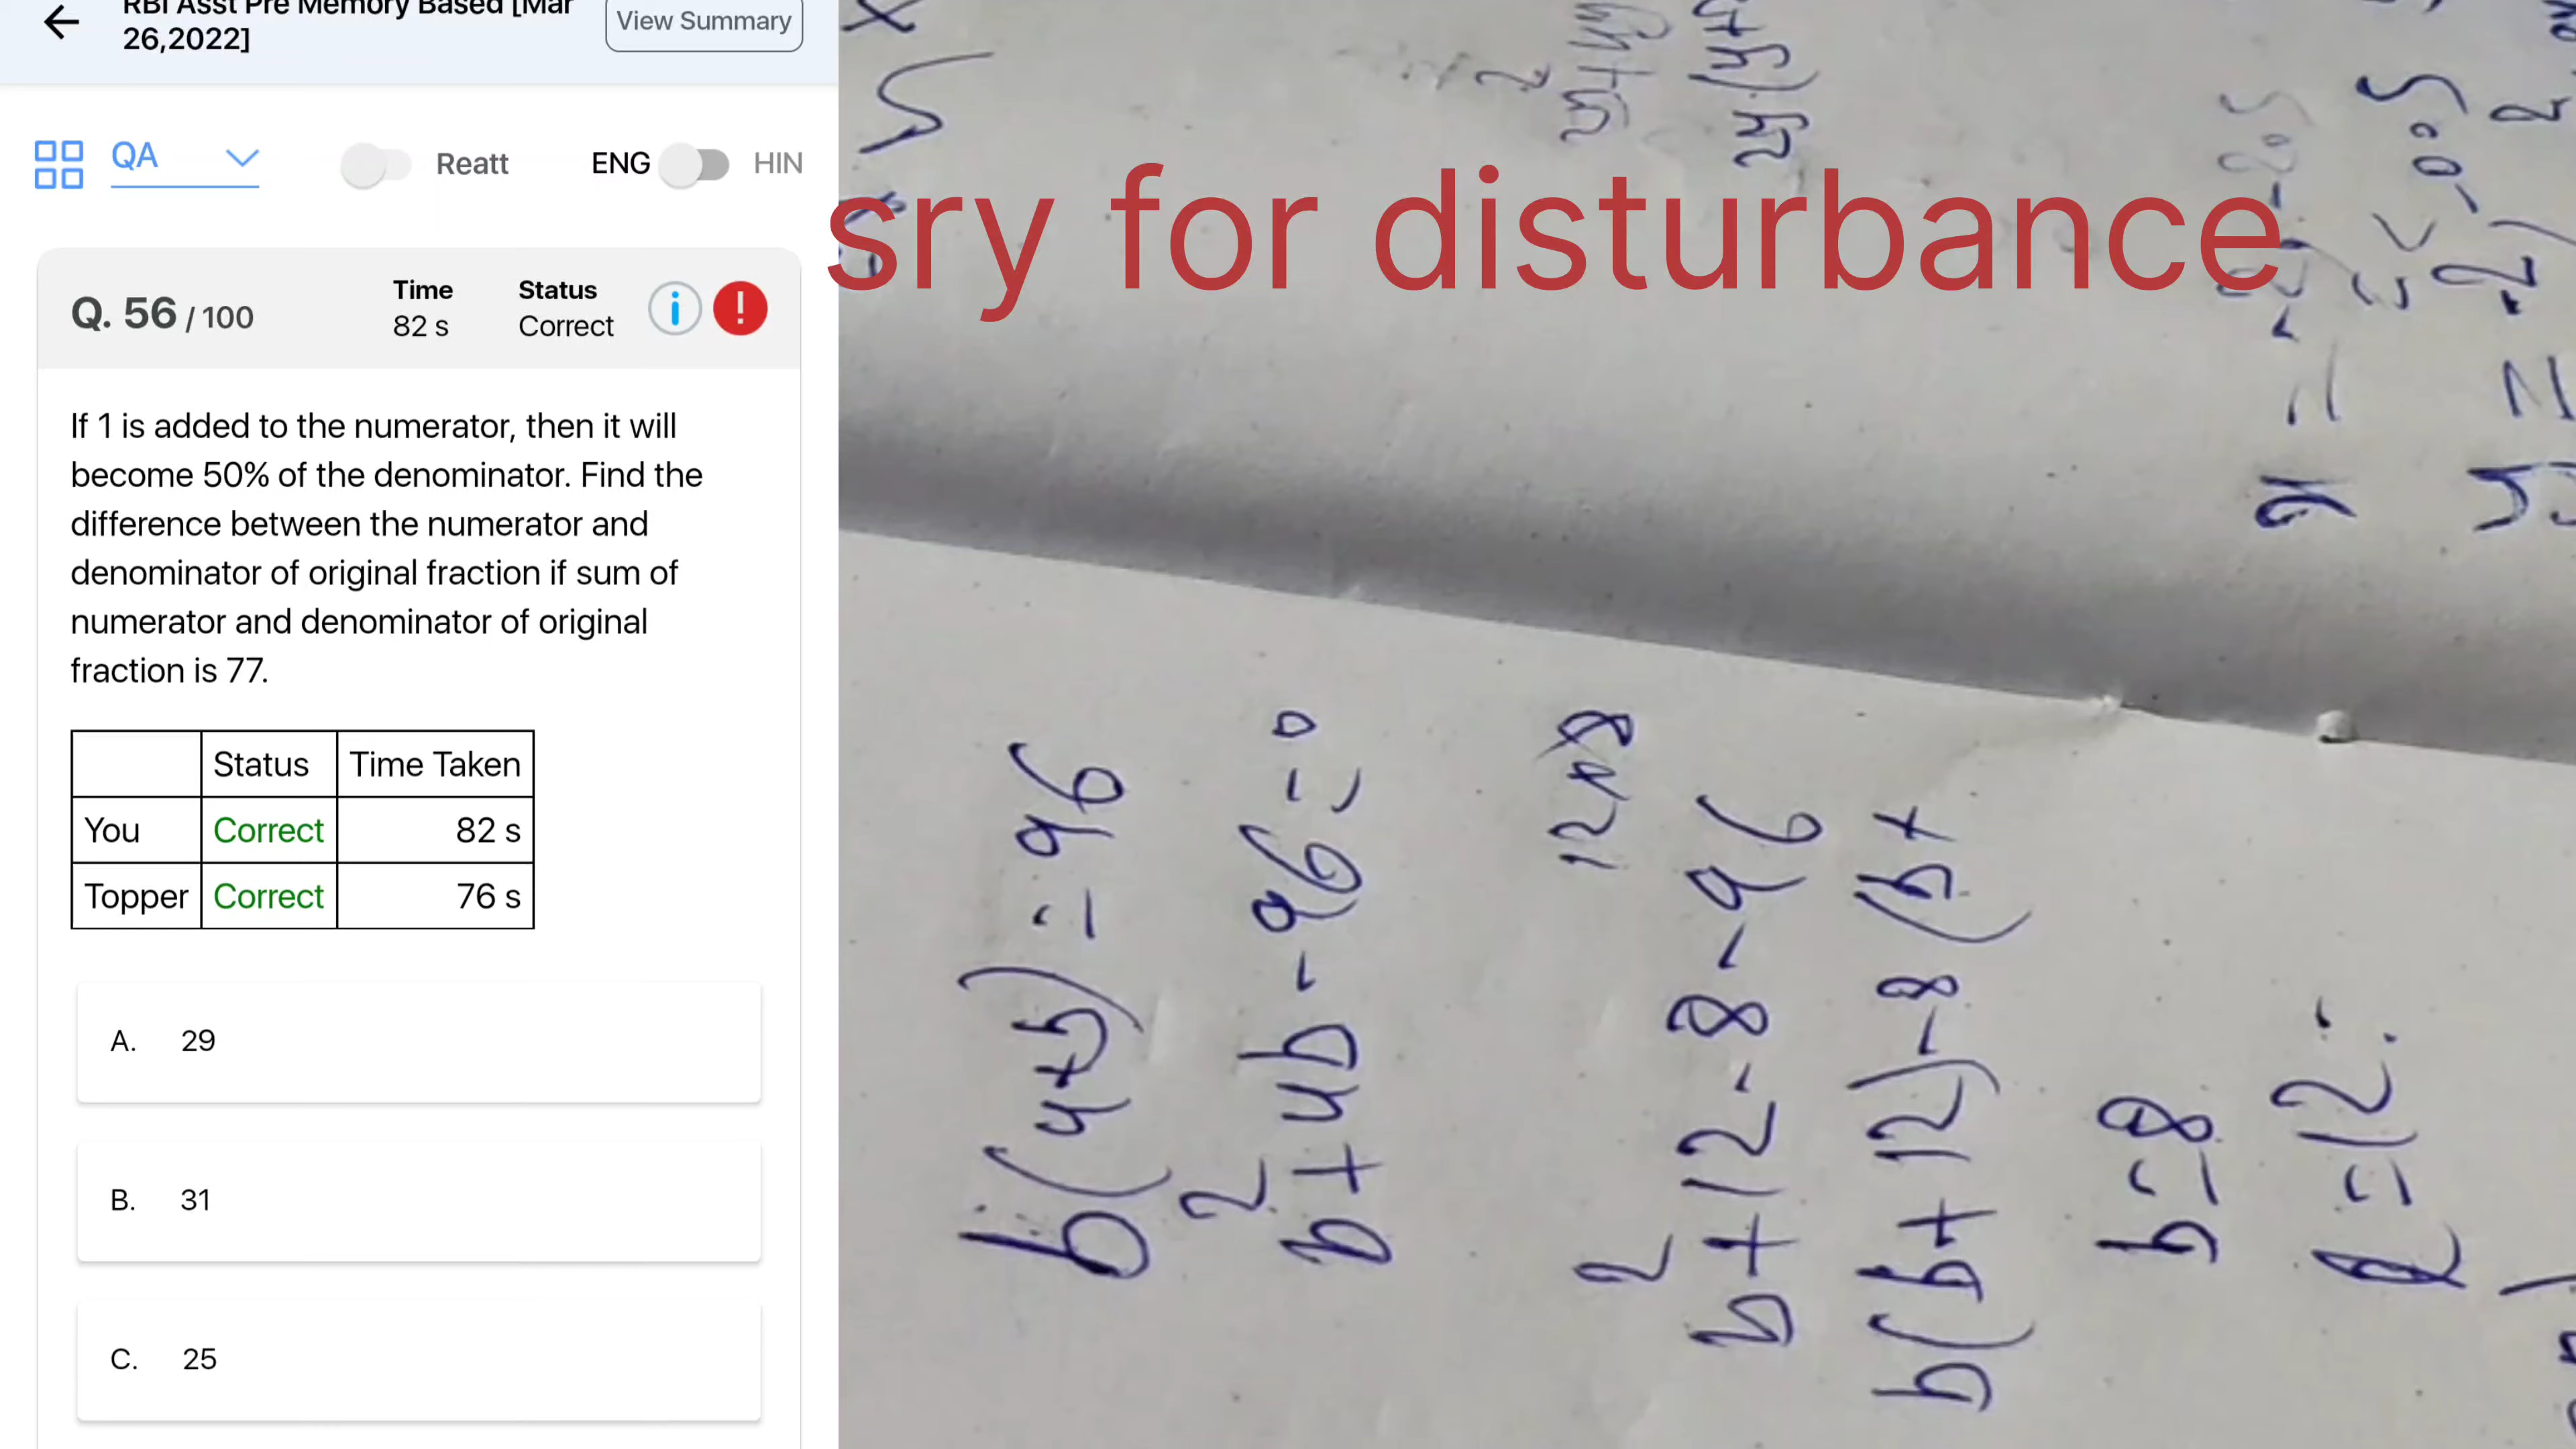 RBI Asst Pre Memory Based [Mar
26,2022]
View Summary
QA
Reatt
ENG
HIN
sry for disturbance
Q. 56 / 100
Time
82 s
Status
Correct
If 1 is added to the numerator, then it will
become 50% of the denominator. Find the
difference between the numerator and
denominator of original fraction if sum of
numerator and denominator of original
fraction is 77.
Status Time Taken
You Correct 82 s
Topper Correct 76 s
A. 29
B. 31
C. 25
b(4+b) = 96
b² + 4b - 96 = 0
12×8
b² + 12 - 8 - 96
b(b + 12) - 8 (b +
b = 8
l = 12